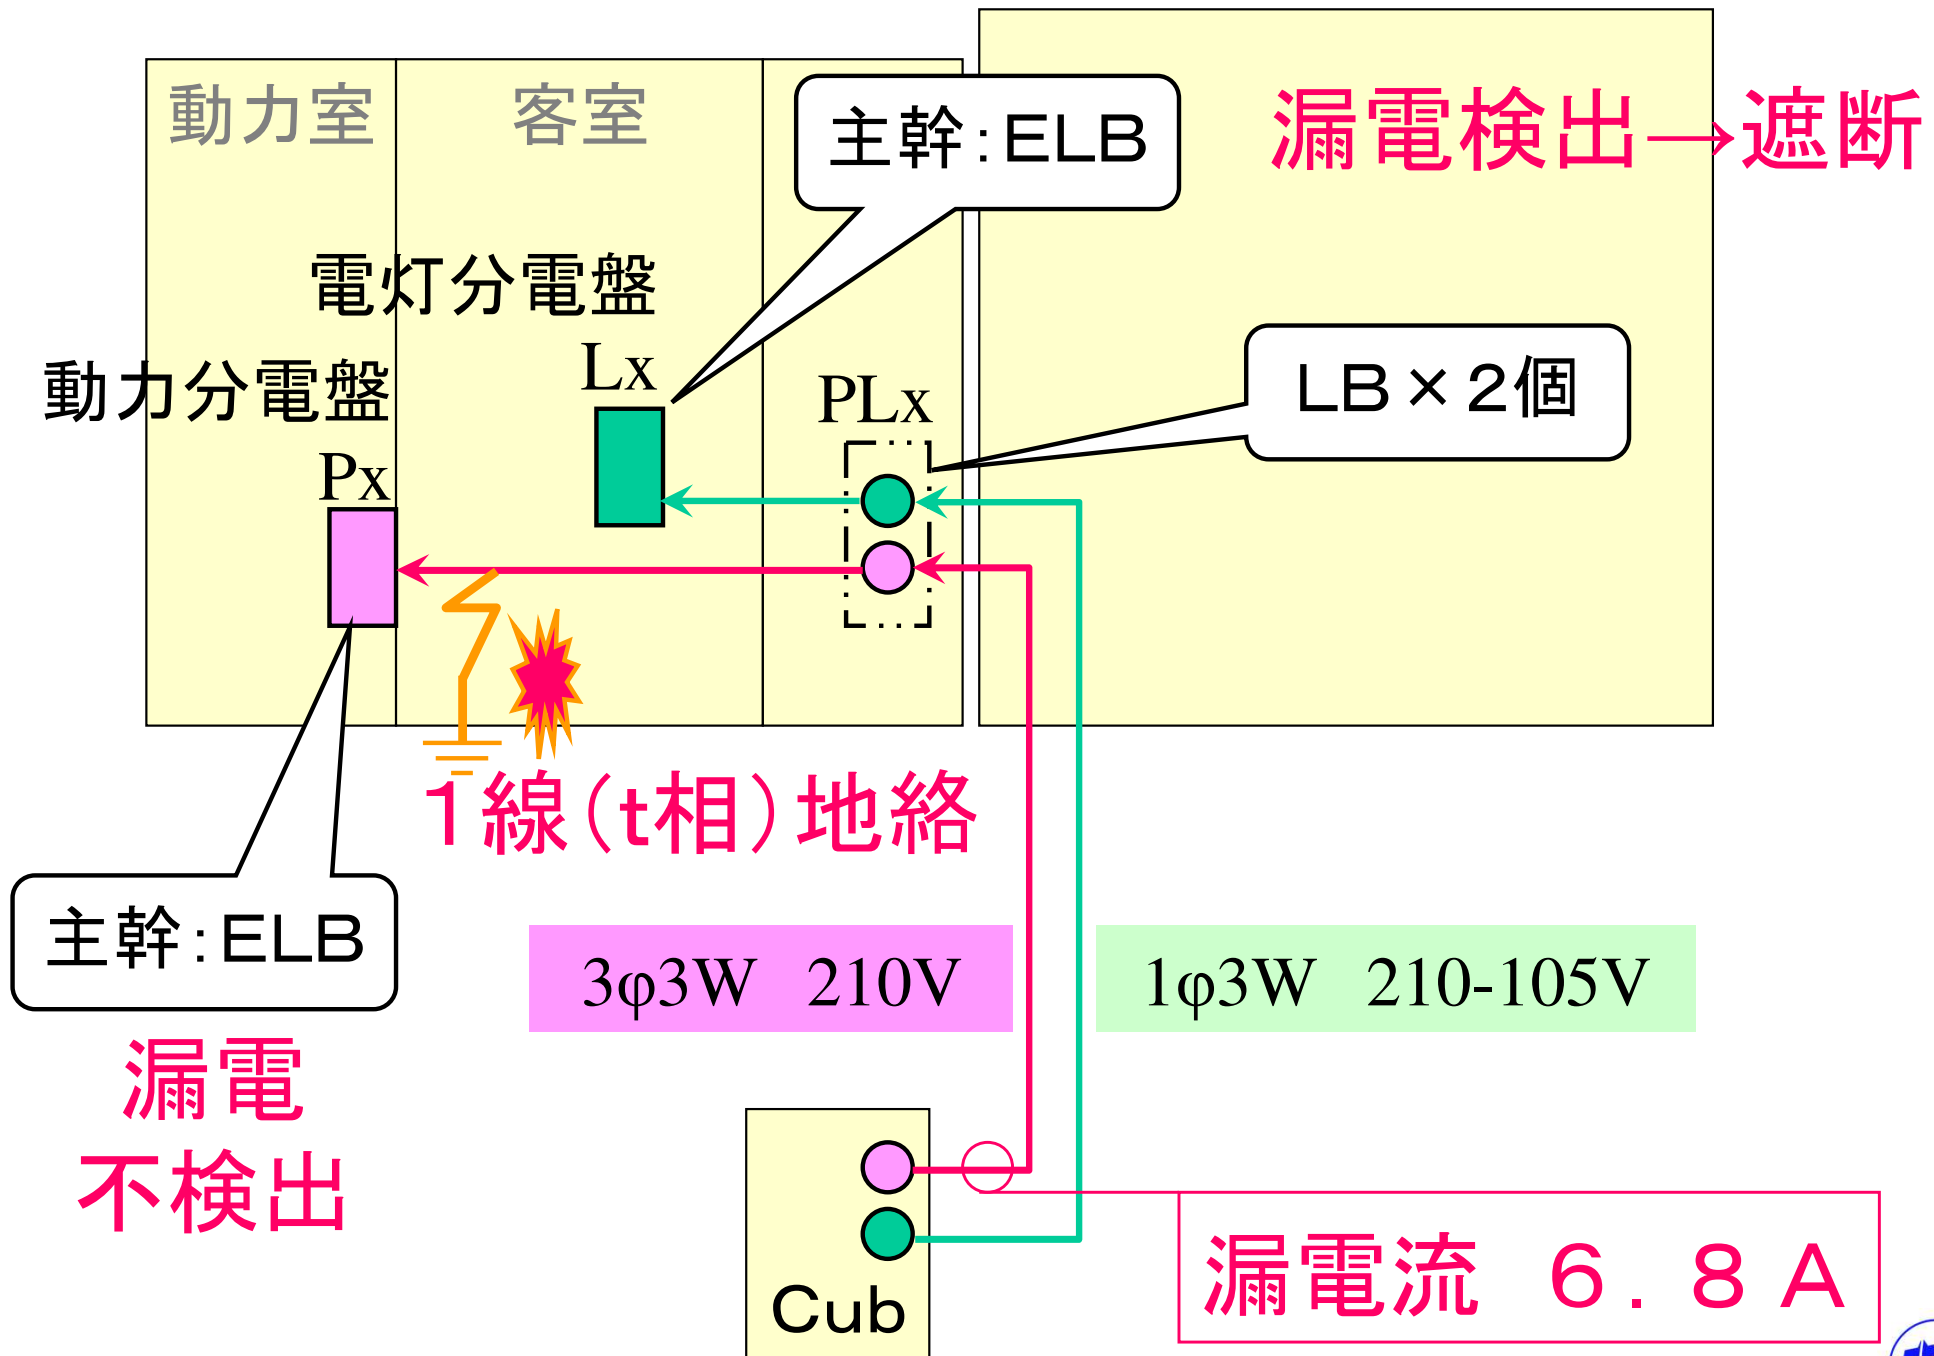 動力室
客室
主幹:ELB
漏電検出→遮断
電灯分電盤
Lx
動力分電盤
Px
PLx
LB×2個
1線(t相)地絡
主幹:ELB
3φ3W 210V
1φ3W 210-105V
漏電
不検出
漏電流 6.8A
Cub